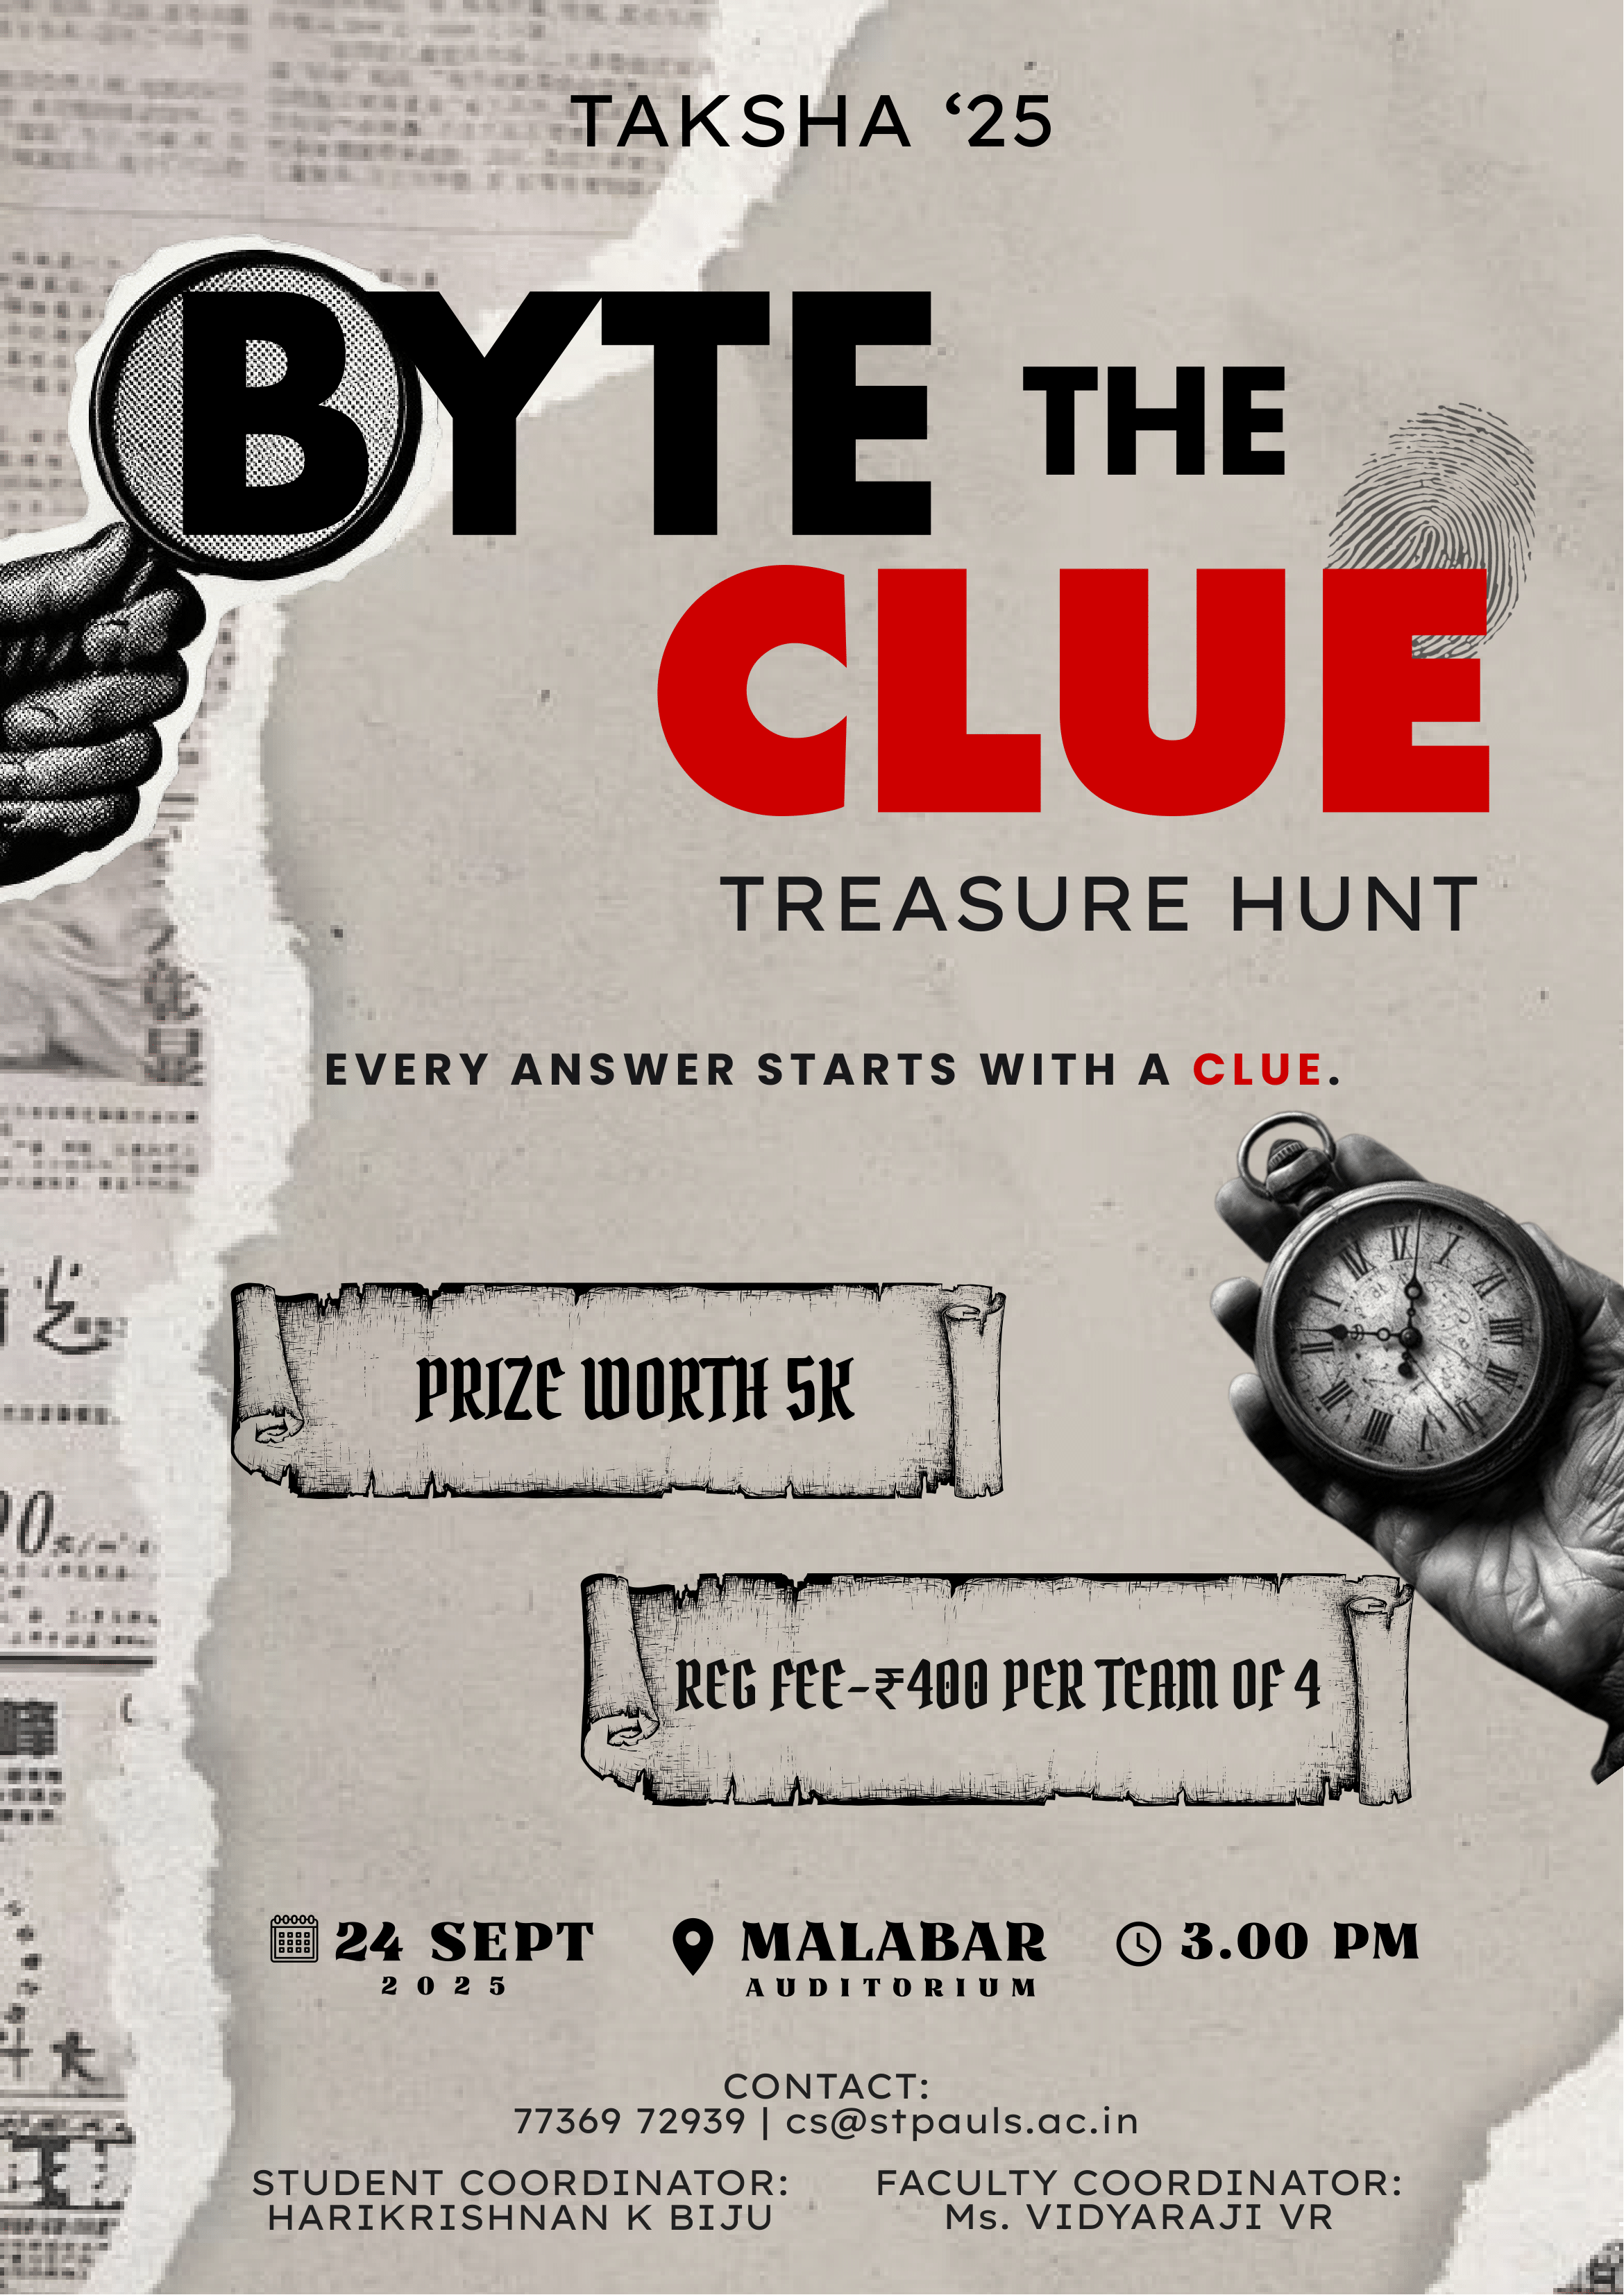 TAKSHA ‘25
BYTE THE
CLUE
TREASURE HUNT
EVERY ANSWER STARTS WITH A CLUE.
PRIZE WORTH 5K
REG FEE-₹400 PER TEAM OF 4
24 SEPT
2025
MALABAR
AUDITORIUM
3.00 PM
CONTACT:
77369 72939 | cs@stpauls.ac.in
STUDENT COORDINATOR:
HARIKRISHNAN K BIJU
FACULTY COORDINATOR:
Ms. VIDYARAJI VR